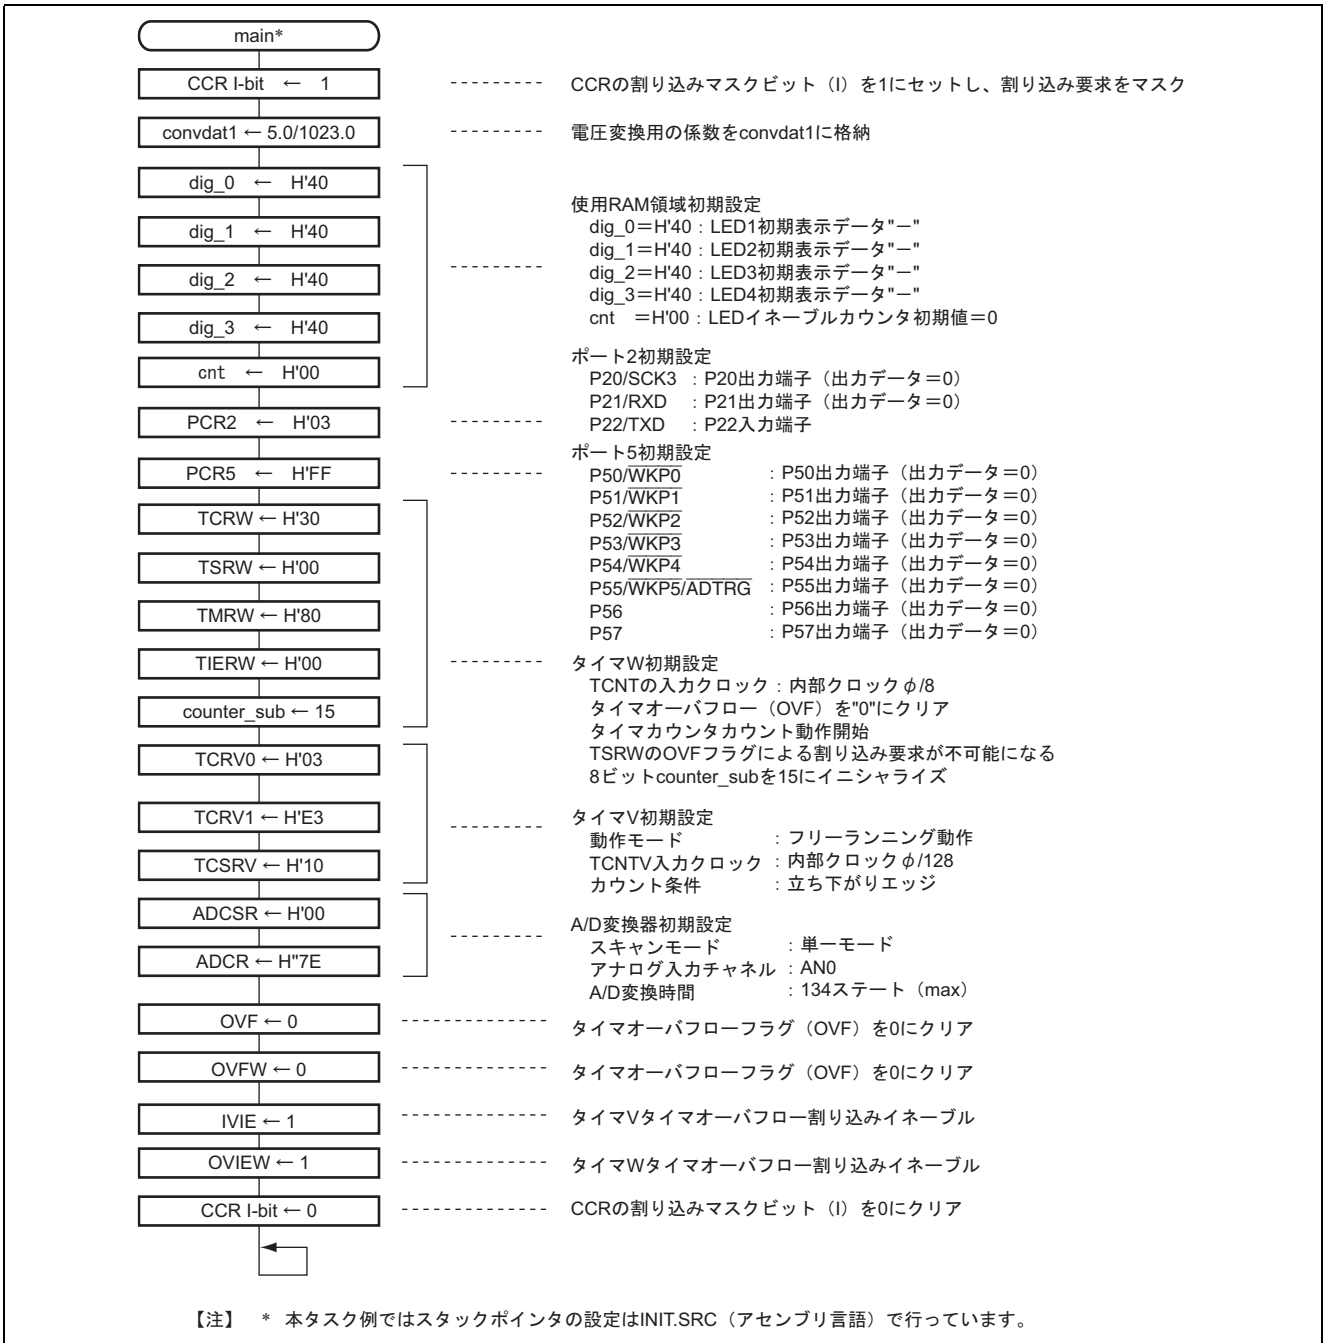 main*
CCR I-bit ← 1
CCRの割り込みマスクビット（I）を1にセットし、割り込み要求をマスク
convdat1 ← 5.0/1023.0
電圧変換用の係数をconvdat1に格納
dig_0 ← H'40
dig_1 ← H'40
dig_2 ← H'40
dig_3 ← H'40
cnt ← H'00
使用RAM領域初期設定
dig_0＝H'40：LED1初期表示データ"－"
dig_1＝H'40：LED2初期表示データ"－"
dig_2＝H'40：LED3初期表示データ"－"
dig_3＝H'40：LED4初期表示データ"－"
cnt ＝H'00：LEDイネーブルカウンタ初期値＝0
PCR2 ← H'03
ポート2初期設定
P20/SCK3 ：P20出力端子（出力データ＝0）
P21/RXD ：P21出力端子（出力データ＝0）
P22/TXD ：P22入力端子
PCR5 ← H'FF
ポート5初期設定
P50/WKP0 ：P50出力端子（出力データ＝0）
P51/WKP1 ：P51出力端子（出力データ＝0）
P52/WKP2 ：P52出力端子（出力データ＝0）
P53/WKP3 ：P53出力端子（出力データ＝0）
P54/WKP4 ：P54出力端子（出力データ＝0）
P55/WKP5/ADTRG ：P55出力端子（出力データ＝0）
P56 ：P56出力端子（出力データ＝0）
P57 ：P57出力端子（出力データ＝0）
TCRW ← H'30
TSRW ← H'00
TMRW ← H'80
TIERW ← H'00
counter_sub ← 15
タイマW初期設定
TCNTの入力クロック：内部クロックφ/8
タイマオーバフロー（OVF）を"0"にクリア
タイマカウンタカウント動作開始
TSRWのOVFフラグによる割り込み要求が不可能になる
8ビットcounter_subを15にイニシャライズ
TCRV0 ← H'03
TCRV1 ← H'E3
TCSRV ← H'10
タイマV初期設定
動作モード ：フリーランニング動作
TCNTV入力クロック ：内部クロックφ/128
カウント条件 ：立ち下がりエッジ
ADCSR ← H'00
ADCR ← H"7E
A/D変換器初期設定
スキャンモード ：単一モード
アナログ入力チャネル ：AN0
A/D変換時間 ：134ステート（max）
OVF ← 0
タイマオーバフローフラグ（OVF）を0にクリア
OVFW ← 0
タイマオーバフローフラグ（OVF）を0にクリア
IVIE ← 1
タイマVタイマオーバフロー割り込みイネーブル
OVIEW ← 1
タイマWタイマオーバフロー割り込みイネーブル
CCR I-bit ← 0
CCRの割り込みマスクビット（I）を0にクリア
【注】 * 本タスク例ではスタックポインタの設定はINIT.SRC（アセンブリ言語）で行っています。